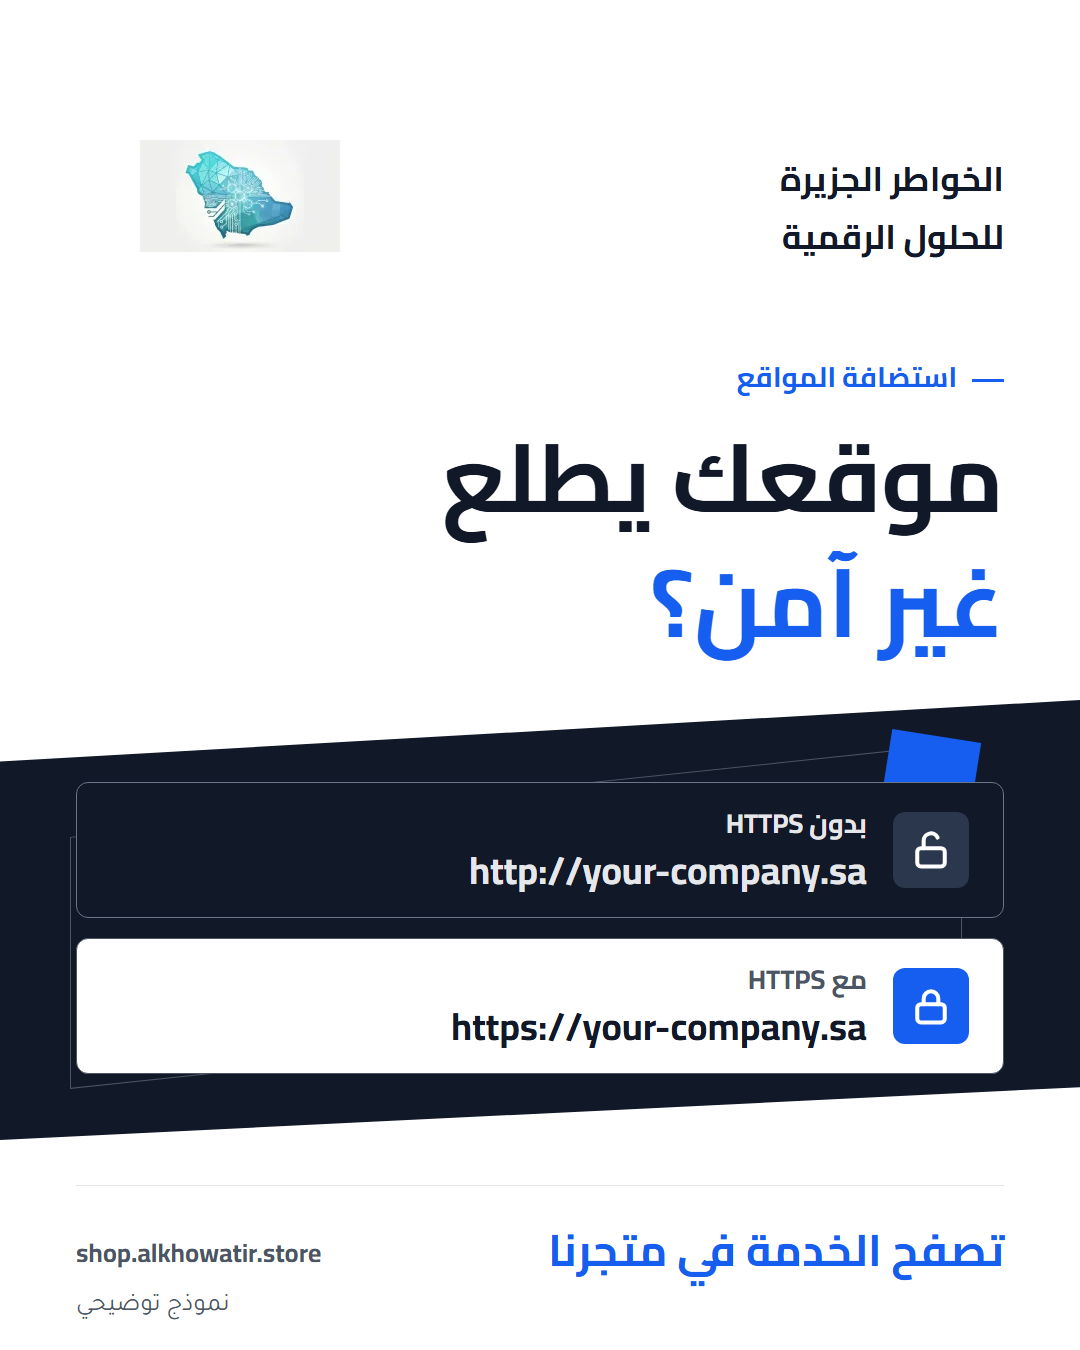 الخواطر الجزيرة
للحلول الرقمية
استضافة المواقع
موقعك يطلع
غير آمن؟
بدون HTTPS
http://your-company.sa
مع HTTPS
https://your-company.sa
تصفح الخدمة في متجرنا
shop.alkhowatir.store
نموذج توضيحي